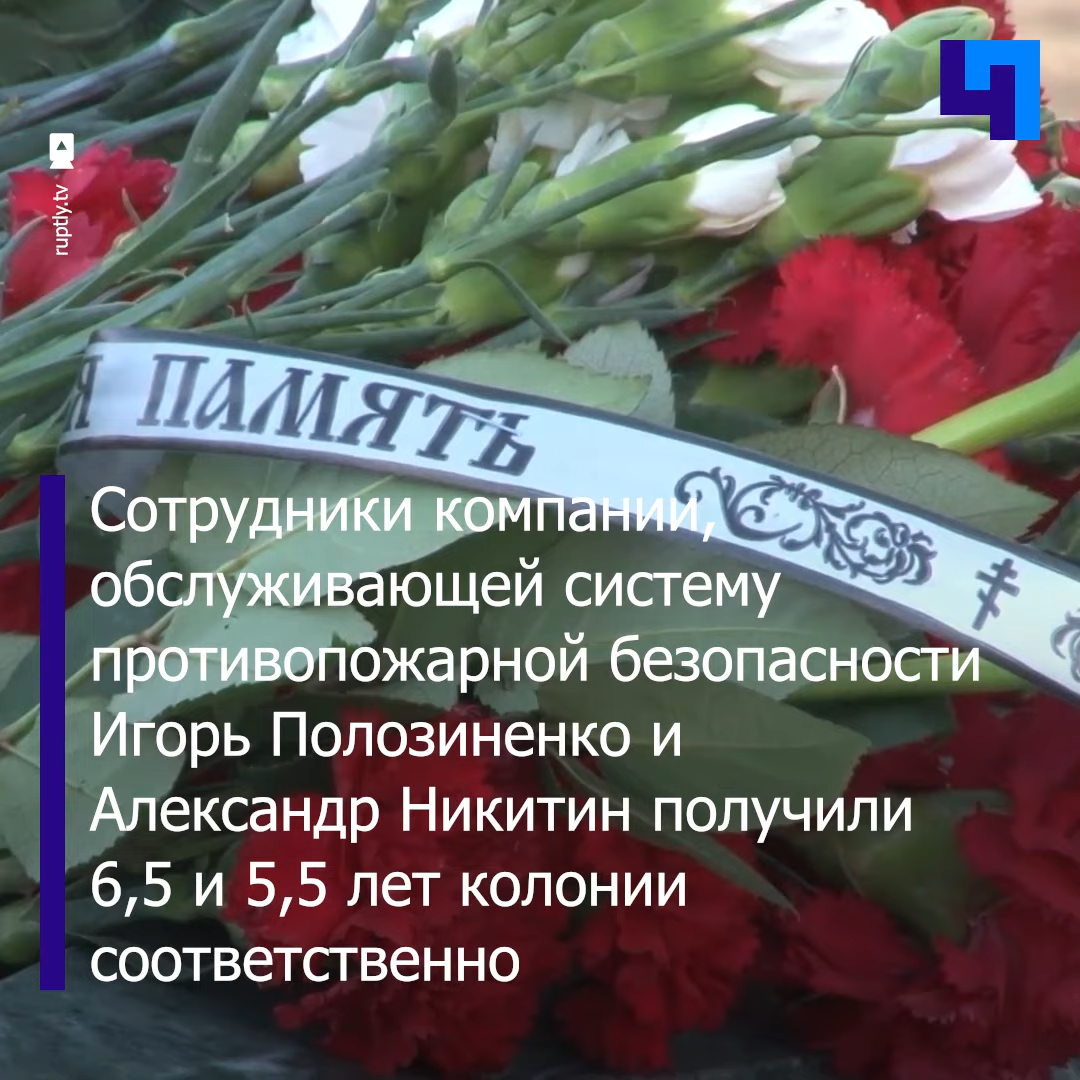 ruptly.tv
Я ПАМЯТЬ
Сотрудники компании,
обслуживающей систему
противопожарной безопасности
Игорь Полозиненко и
Александр Никитин получили
6,5 и 5,5 лет колонии
соответственно